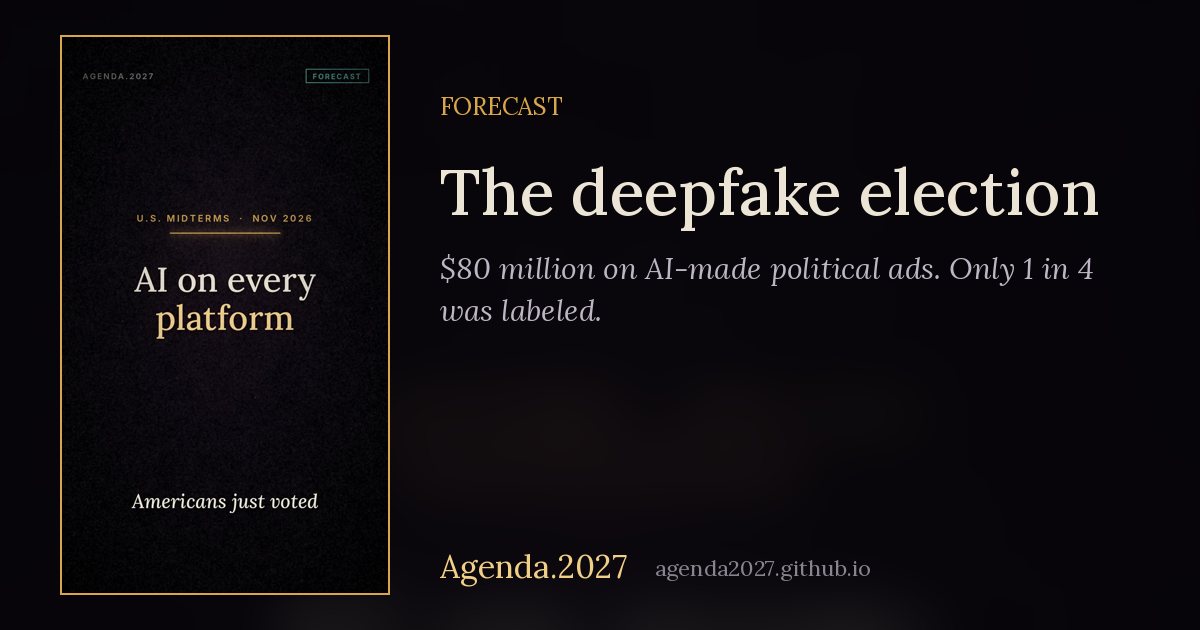 AGENDA.2027
FORECAST
U.S. MIDTERMS · NOV 2026
AI on every
platform
Americans just voted
FORECAST
The deepfake election
$80 million on AI-made political ads. Only 1 in 4
was labeled.
Agenda.2027
agenda2027.github.io